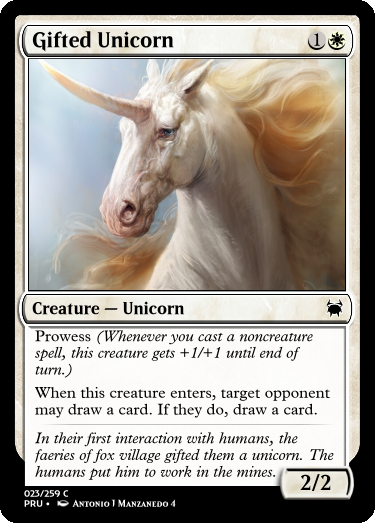 Gifted Unicorn 1
Creature — Unicorn
Prowess (Whenever you cast a noncreature
spell, this creature gets +1/+1 until end of
turn.)
When this creature enters, target opponent
may draw a card. If they do, draw a card.
In their first interaction with humans, the
faeries of fox village gifted them a unicorn. The
humans put him to work in the mines.
2/2
023/259 C
PRU • Antonio J Manzanedo 4